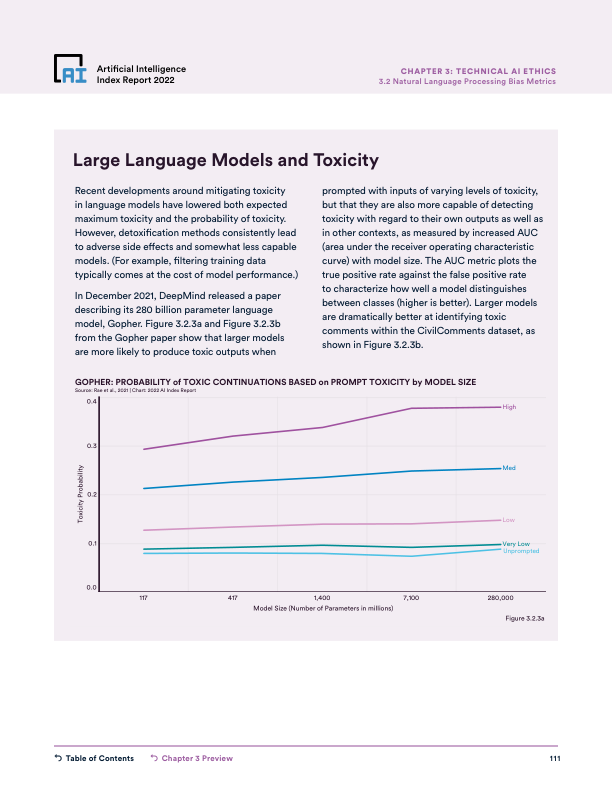 AI
Artificial Intelligence
Index Report 2022
CHAPTER 3: TECHNICAL AI ETHICS
3.2 Natural Language Processing Bias Metrics
Large Language Models and Toxicity
Recent developments around mitigating toxicity
in language models have lowered both expected
maximum toxicity and the probability of toxicity.
However, detoxification methods consistently lead
to adverse side effects and somewhat less capable
models. (For example, filtering training data
typically comes at the cost of model performance.)
In December 2021, DeepMind released a paper
describing its 280 billion parameter language
model, Gopher. Figure 3.2.3a and Figure 3.2.3b
from the Gopher paper show that larger models
are more likely to produce toxic outputs when
prompted with inputs of varying levels of toxicity,
but that they are also more capable of detecting
toxicity with regard to their own outputs as well as
in other contexts, as measured by increased AUC
(area under the receiver operating characteristic
curve) with model size. The AUC metric plots the
true positive rate against the false positive rate
to characterize how well a model distinguishes
between classes (higher is better). Larger models
are dramatically better at identifying toxic
comments within the CivilComments dataset, as
shown in Figure 3.2.3b.
GOPHER: PROBABILITY of TOXIC CONTINUATIONS BASED on PROMPT TOXICITY by MODEL SIZE
Source: Rae et al., 2021 | Chart: 2022 AI Index Report
0.4
0.3
0.2
0.1
0.0
Toxicity Probability
High
Med
Low
Very Low
Unprompted
117
417
1,400
7,100
280,000
Model Size (Number of Parameters in millions)
Figure 3.2.3a
Table of Contents
Chapter 3 Preview
111